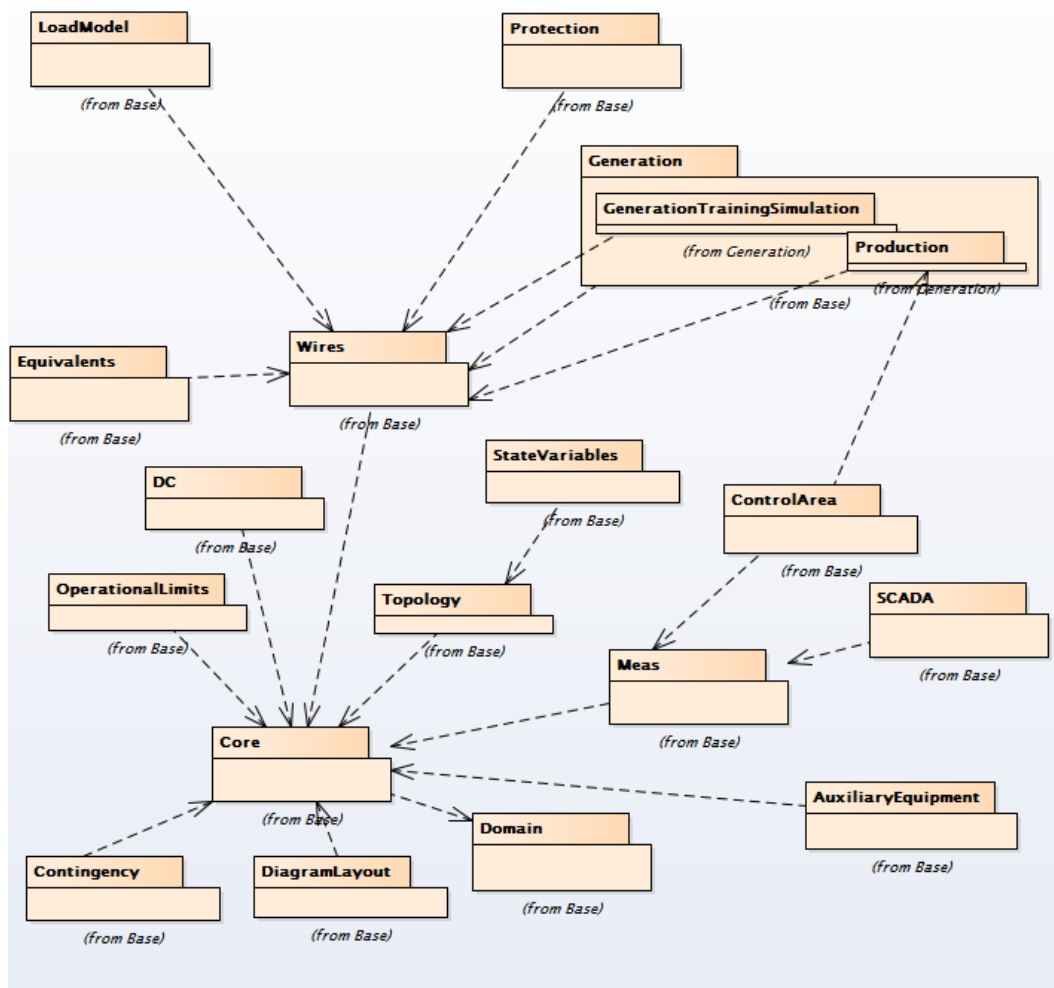 LoadModel
(from Base)
Protection
(from Base)
Generation
GenerationTrainingSimulation
(from Generation)
Production
(from Generation)
(from Base)
Wires
(from Base)
Equivalents
(from Base)
StateVariables
(from Base)
DC
(from Base)
ControlArea
(from Base)
OperationalLimits
(from Base)
Topology
(from Base)
SCADA
(from Base)
Meas
(from Base)
Core
(from Base)
AuxiliaryEquipment
(from Base)
Domain
(from Base)
Contingency
(from Base)
DiagramLayout
(from Base)